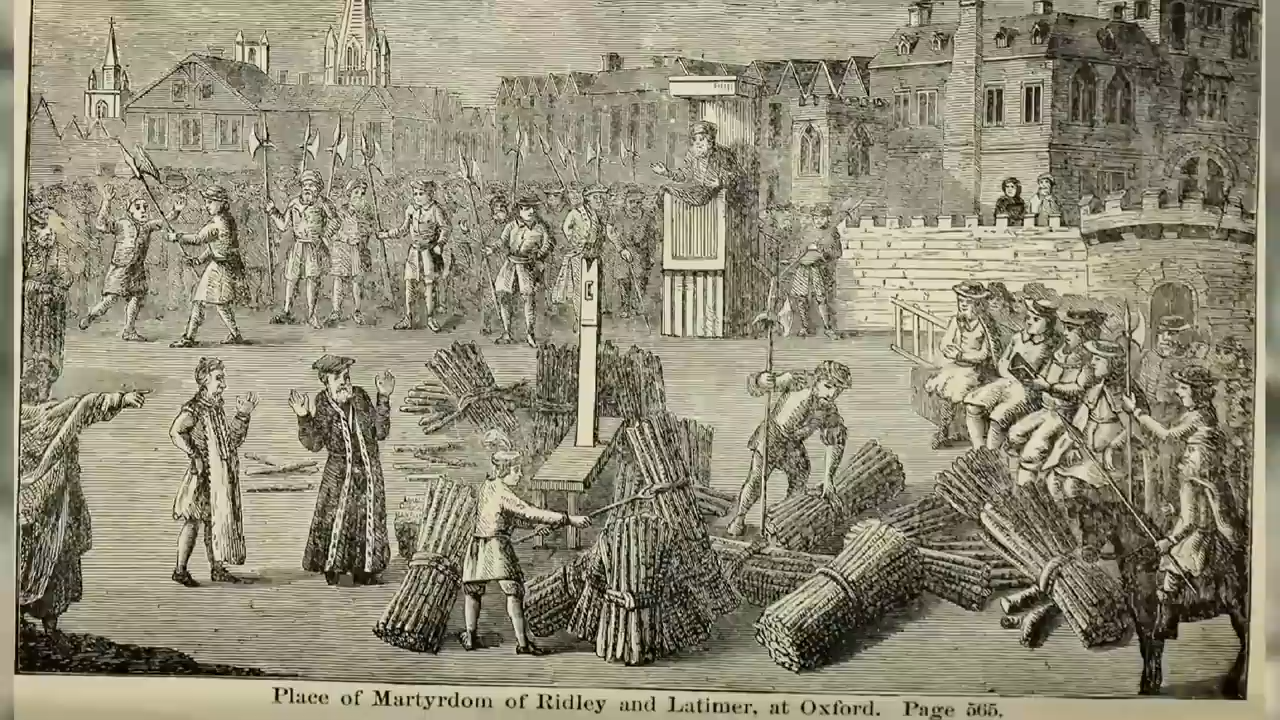 Place of Martyrdom of Ridley and Latimer, at Oxford. Page 565.